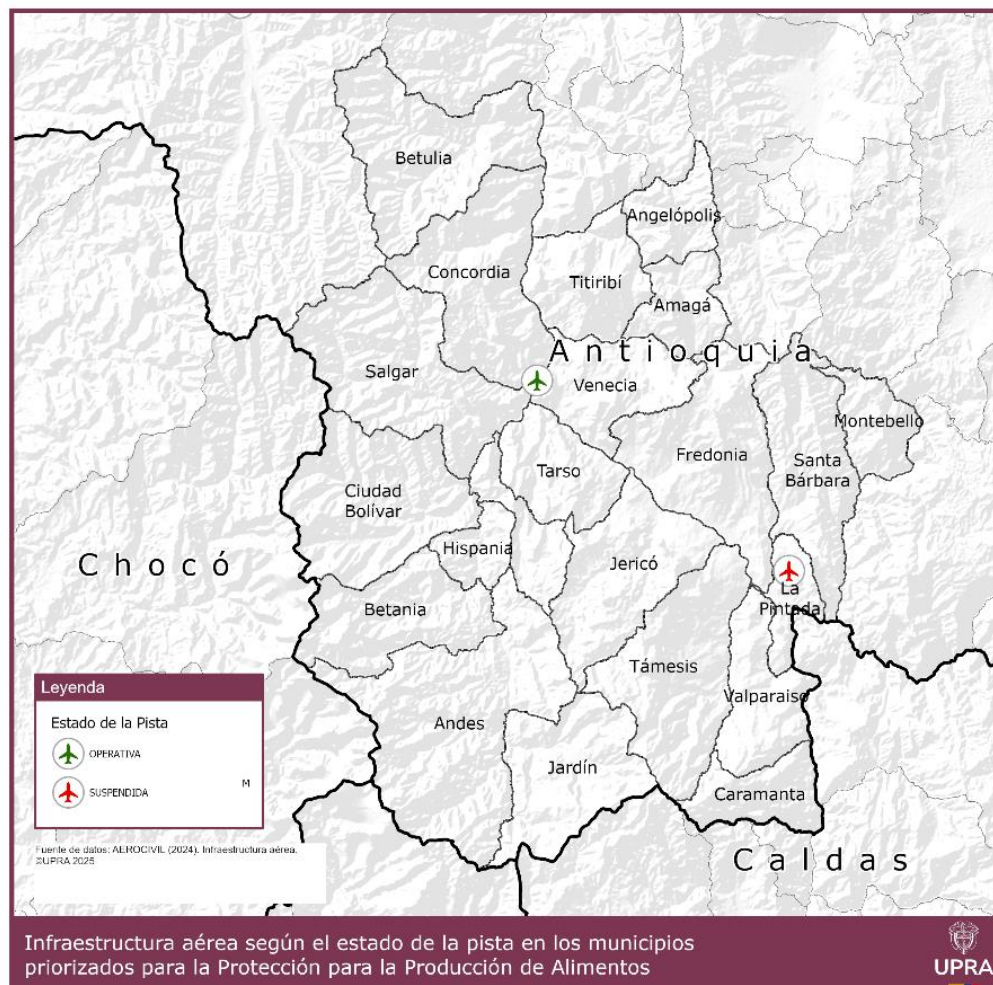 Betulia
Angelópolis
Concordia
Titiribí
Amagá
Antioquia
Salgar
Venecia
Montebello
Fredonia
Santa
Bárbara
Tarso
Ciudad
Bolívar
Hispania
Chocó
Jericó
La
Pintada
Betania
Támesis
Valparaiso
Andes
Jardín
Caramanta
Caldas
Leyenda
Estado de la Pista
OPERATIVA
SUSPENDIDA
M
Fuente de datos: AEROCIVIL (2024). Infraestructura aérea.
©UPRA 2025
Infraestructura aérea según el estado de la pista en los municipios
priorizados para la Protección para la Producción de Alimentos
UPRA